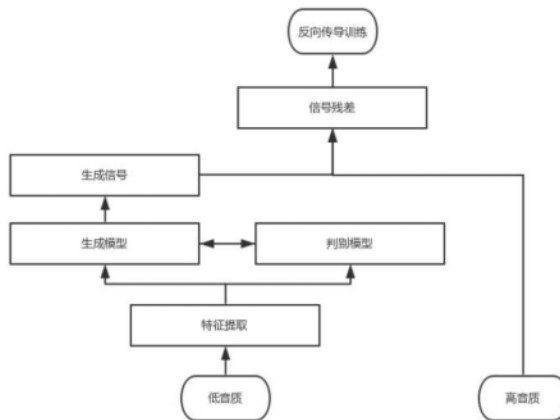 反向传导训练
信号残差
生成信号
生成模型
判别模型
特征提取
低音质
高音质